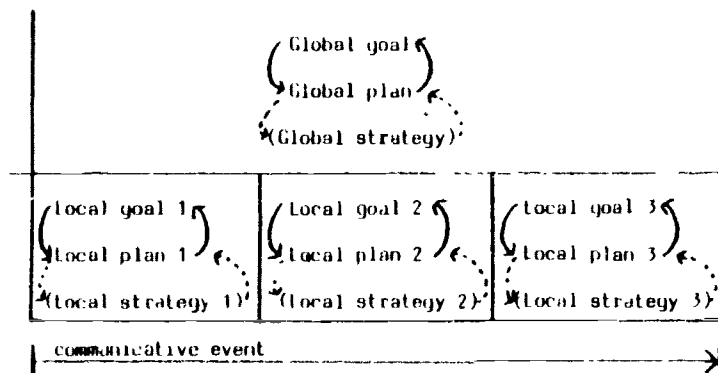 Global goal
Global plan
(Global strategy)
Local goal 1 Local goal 2 Local goal 3
Local plan 1 Local plan 2 Local plan 3
(Local strategy 1) (Local strategy 2) (Local strategy 3)
communicative event